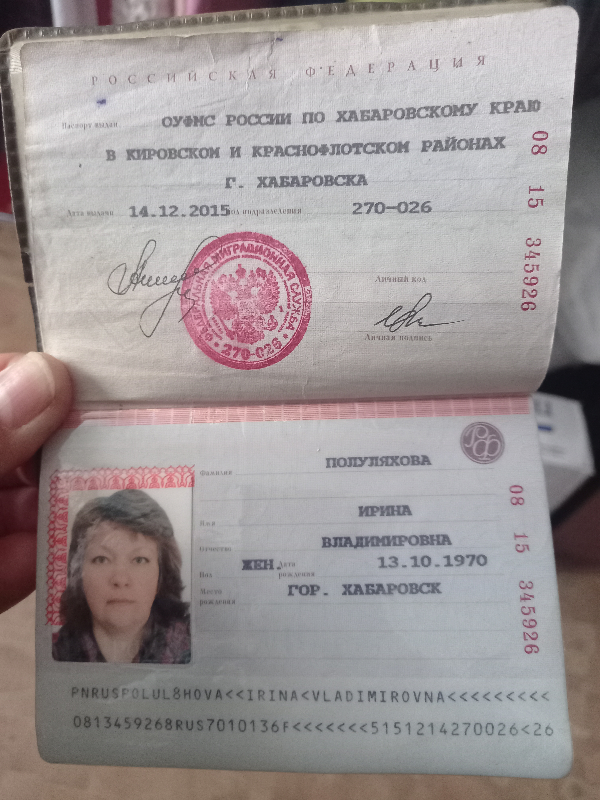 РОССИЙСКАЯ ФЕДЕРАЦИЯ
Паспорт выдан ОУФМС РОССИИ ПО ХАБАРОВСКОМУ КРАЮ
В КИРОВСКОМ И КРАСНОФЛОТСКОМ РАЙОНАХ
Г. ХАБАРОВСКА
Дата выдачи 14.12.2015 Код подразделения 270-026
08 15 345926
МИГРАЦИОННАЯ СЛУЖБА
270-026
Личный код
Личная подпись
РФ
Фамилия ПОЛУЛЯХОВА
Имя ИРИНА
Отчество ВЛАДИМИРОВНА
Пол ЖЕН. Дата рождения 13.10.1970
Место рождения ГОР. ХАБАРОВСК
08 15 345926
PNRUSPOLUL8HOVA<<IRINA<VLADIMIROVNA<<<<<<<<<
0813459268RUS7010136F<<<<<<<5151214270026<26